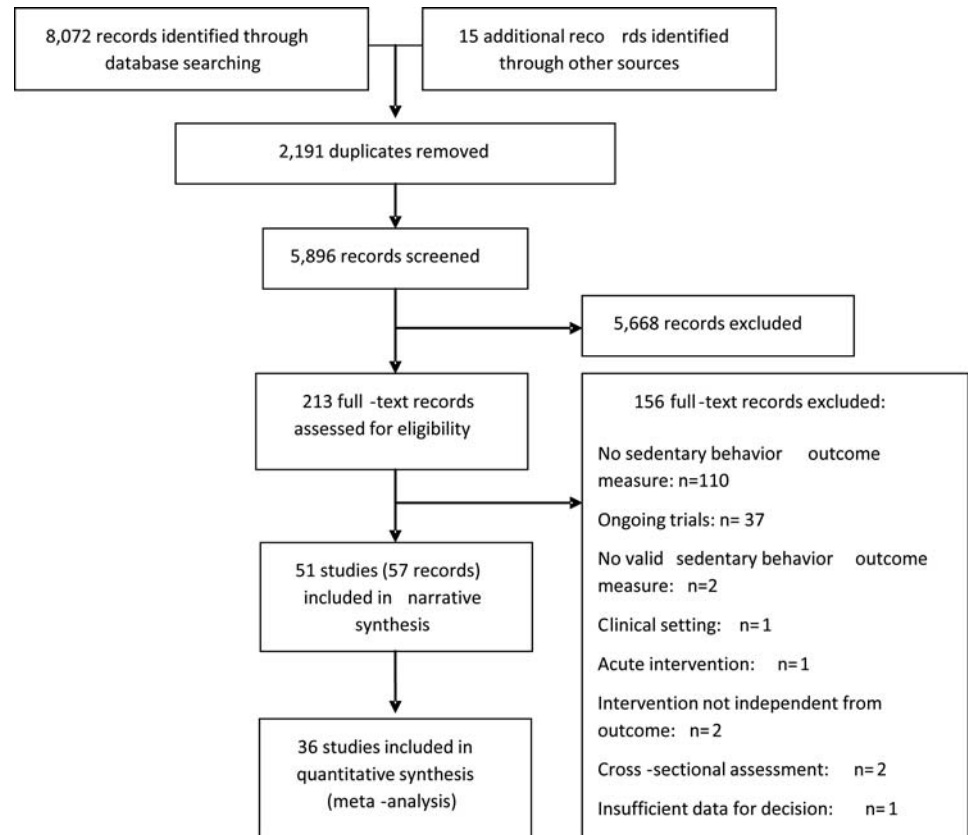 8,072 records identified through
database searching
15 additional reco rds identified
through other sources
2,191 duplicates removed
5,896 records screened
5,668 records excluded
213 full -text records
assessed for eligibility
156 full-text records excluded:
No sedentary behavior outcome
measure: n=110
Ongoing trials: n= 37
No valid sedentary behavior outcome
measure: n=2
Clinical setting: n=1
Acute intervention: n=1
Intervention not independent from
outcome: n=2
Cross -sectional assessment: n=2
Insufficient data for decision: n=1
51 studies (57 records)
included in narrative
synthesis
36 studies included in
quantitative synthesis
(meta -analysis)